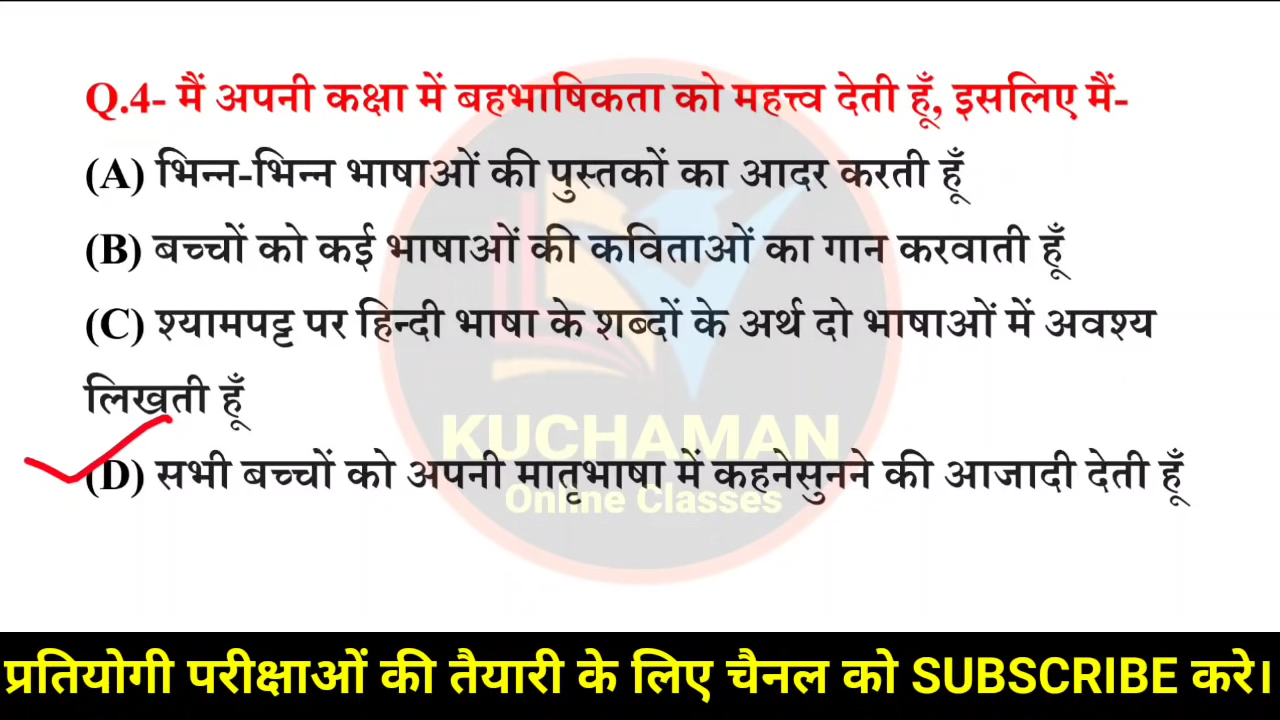 Q.4- मैं अपनी कक्षा में बहभाषिकता को महत्त्व देती हूँ, इसलिए मैं-
(A) भिन्न-भिन्न भाषाओं की पुस्तकों का आदर करती हूँ
(B) बच्चों को कई भाषाओं की कविताओं का गान करवाती हूँ
(C) श्यामपट्ट पर हिन्दी भाषा के शब्दों के अर्थ दो भाषाओं में अवश्य
लिखती हूँ
KUCHAMAN
(D) सभी बच्चों को अपनी मातृभाषा में कहनेसुनने की आजादी देती हूँ
Online Classes
प्रतियोगी परीक्षाओं की तैयारी के लिए चैनल को SUBSCRIBE करे।